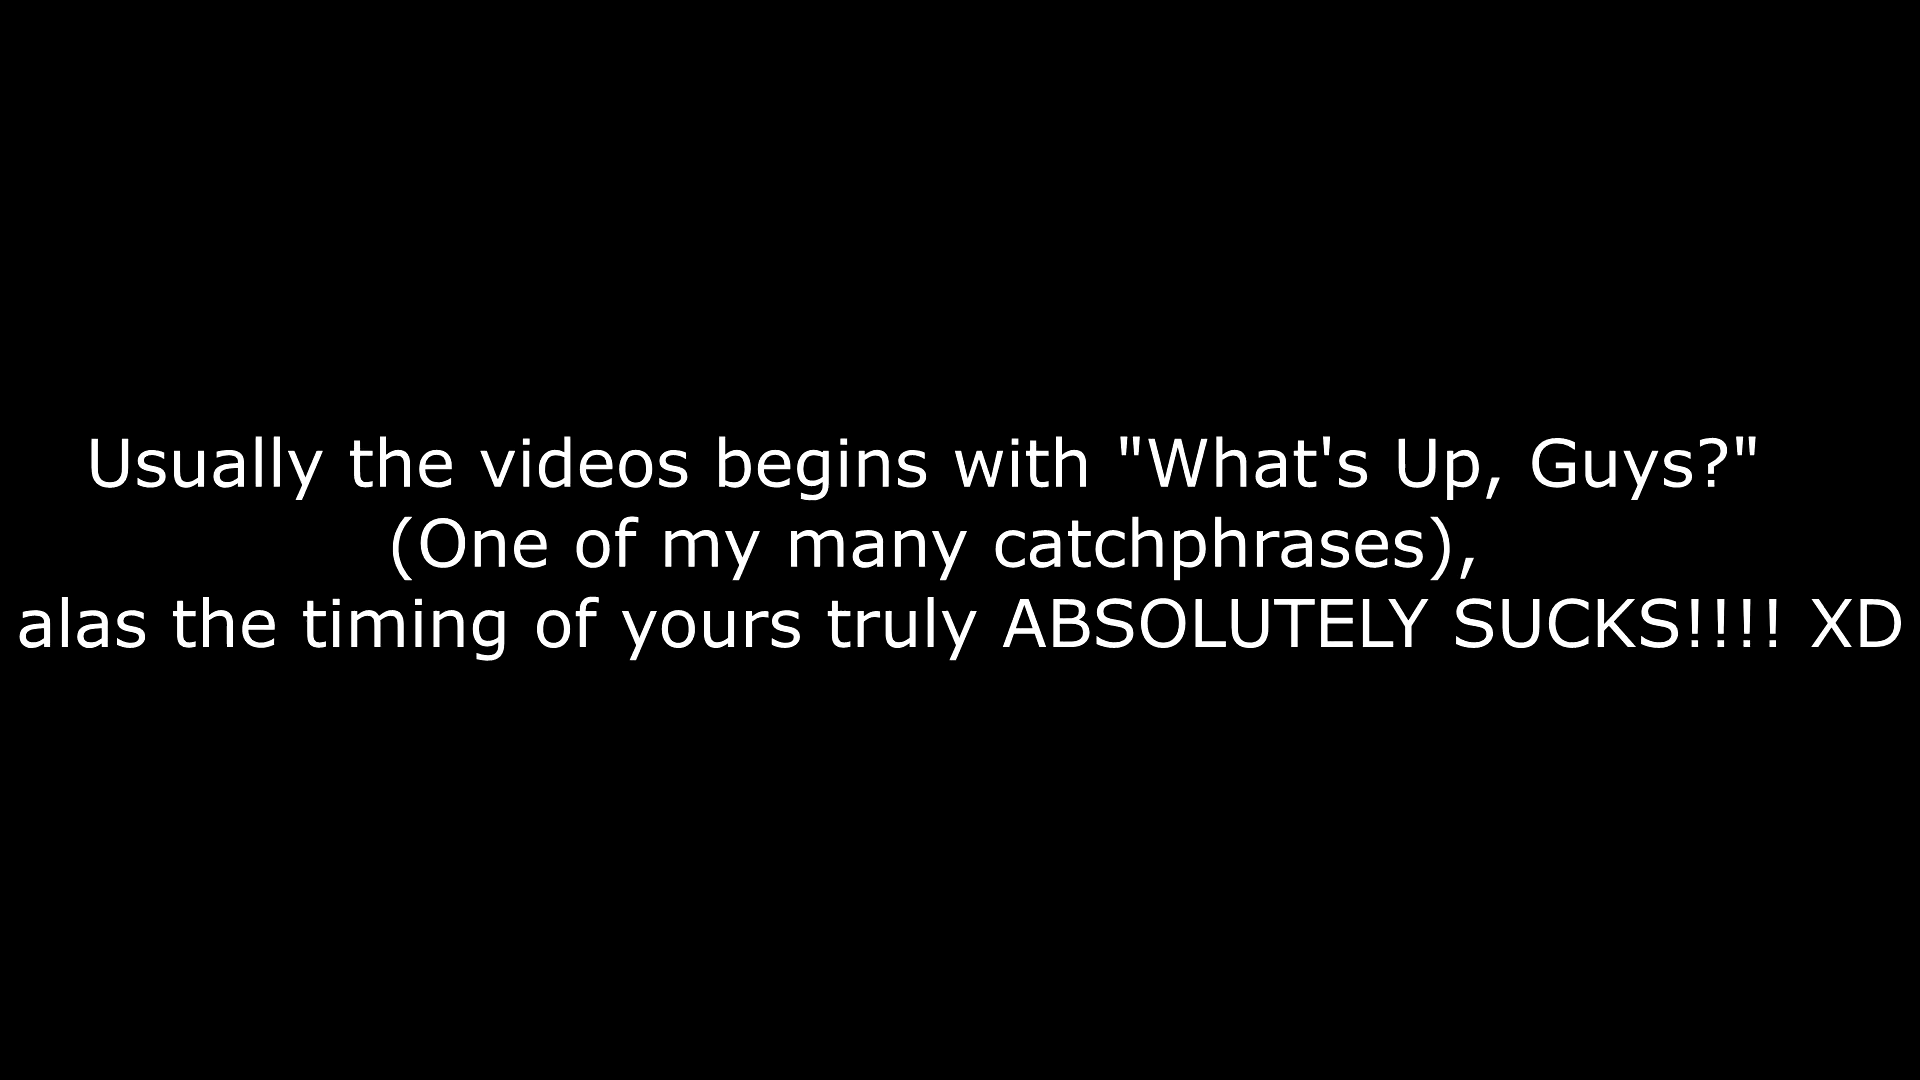 Usually the videos begins with "What's Up, Guys?"
(One of my many catchphrases),
alas the timing of yours truly ABSOLUTELY SUCKS!!!! XD